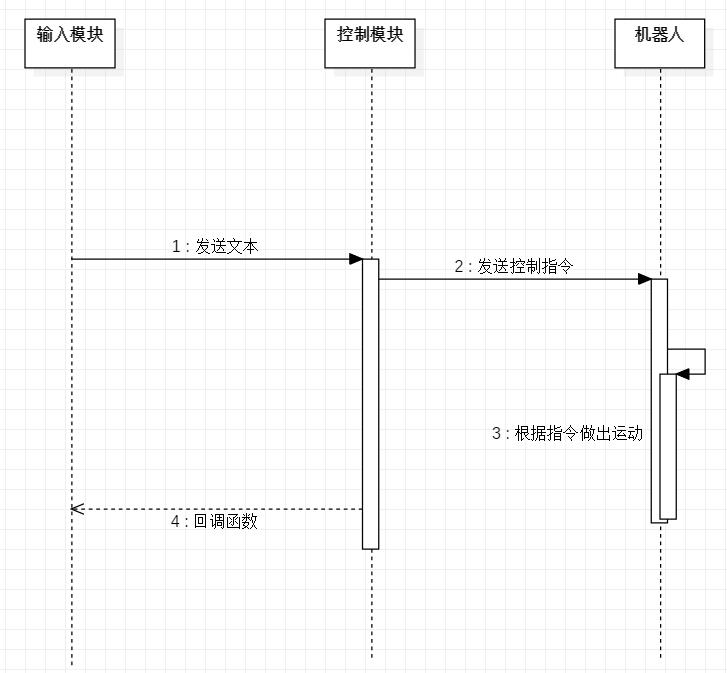 输入模块
控制模块
机器人
1 : 发送文本
2 : 发送控制指令
3 : 根据指令做出运动
4 : 回调函数